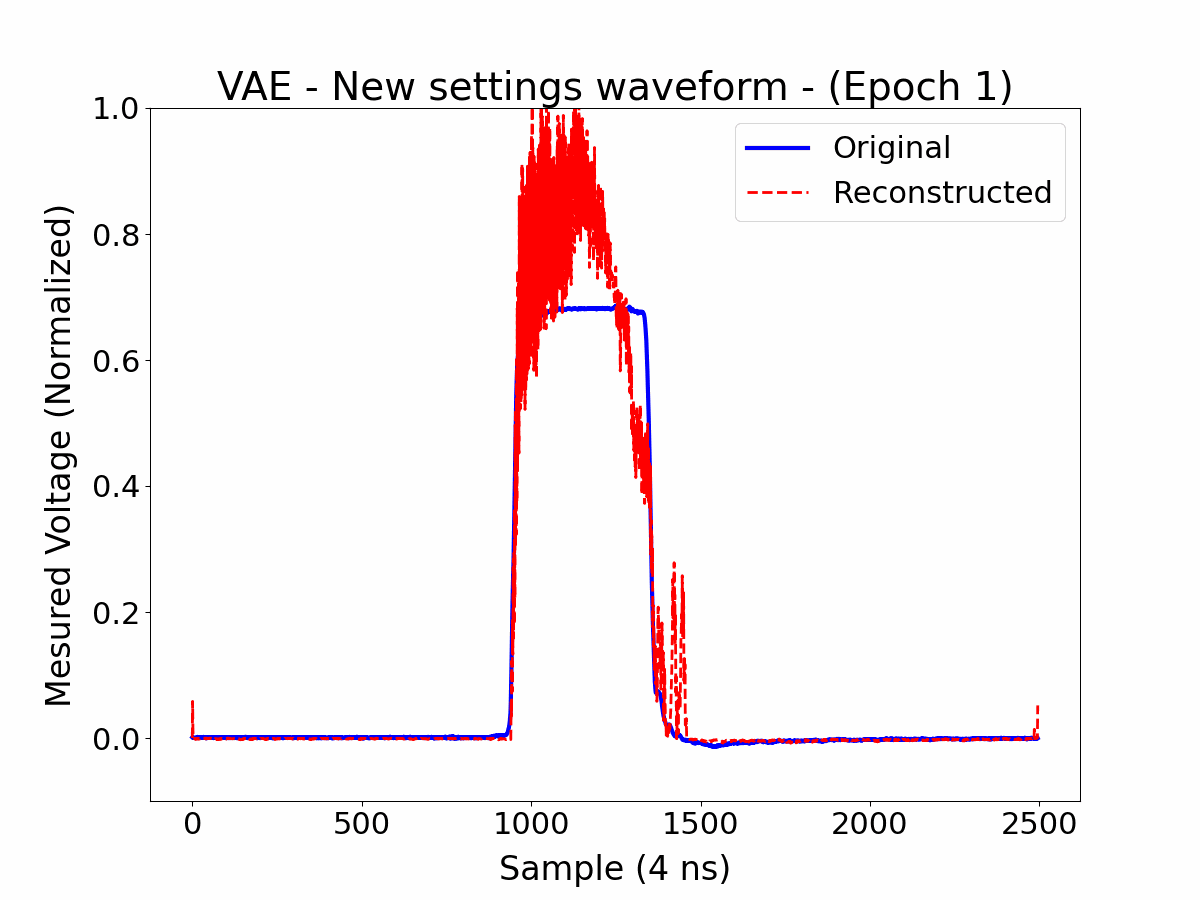 VAE - New settings waveform - (Epoch 1)
Original
Reconstructed
Mesured Voltage (Normalized)
1.0
0.8
0.6
0.4
0.2
0.0
0 500 1000 1500 2000 2500
Sample (4 ns)